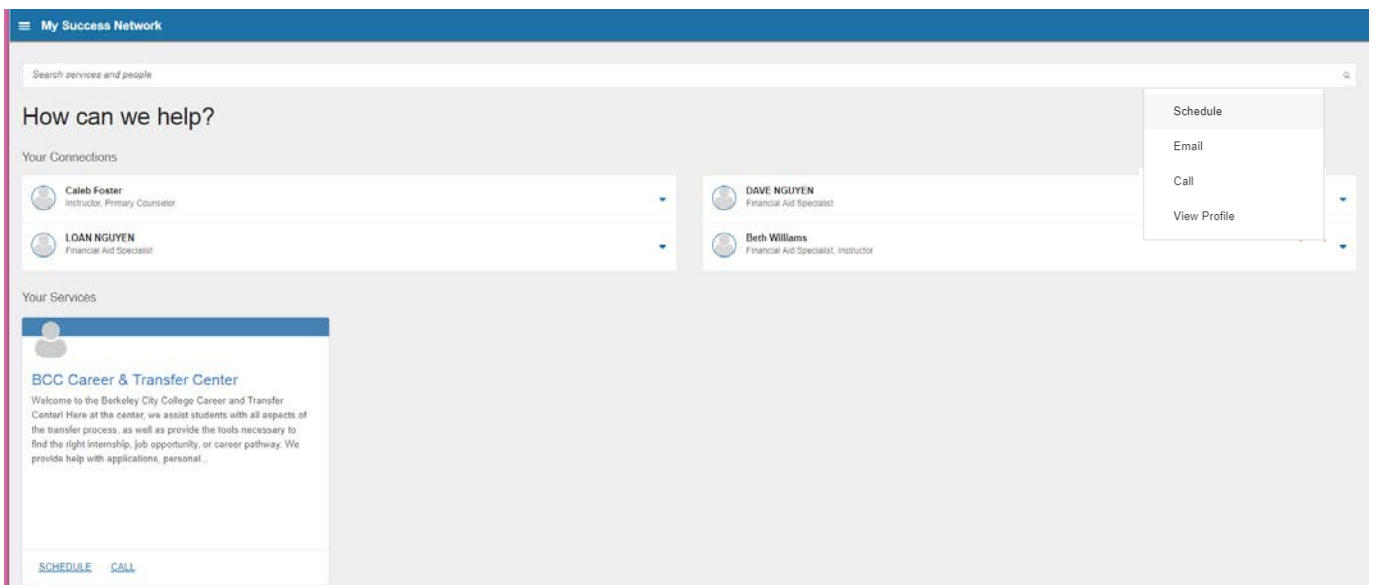 My Success Network
Search services and people
How can we help?
Schedule
Email
Call
View Profile
Your Connections
Caleb Foster
Instructor, Primary Counselor
DAVE NGUYEN
Financial Aid Specialist
LOAN NGUYEN
Financial Aid Specialist
Beth Williams
Financial Aid Specialist, Instructor
Your Services
BCC Career & Transfer Center
Welcome to the Berkeley City College Career and Transfer
Center! Here at the center, we assist students with all aspects of
the transfer process, as well as provide the tools necessary to
find the right internship, job opportunity, or career pathway. We
provide help with applications, personal...
SCHEDULE CALL